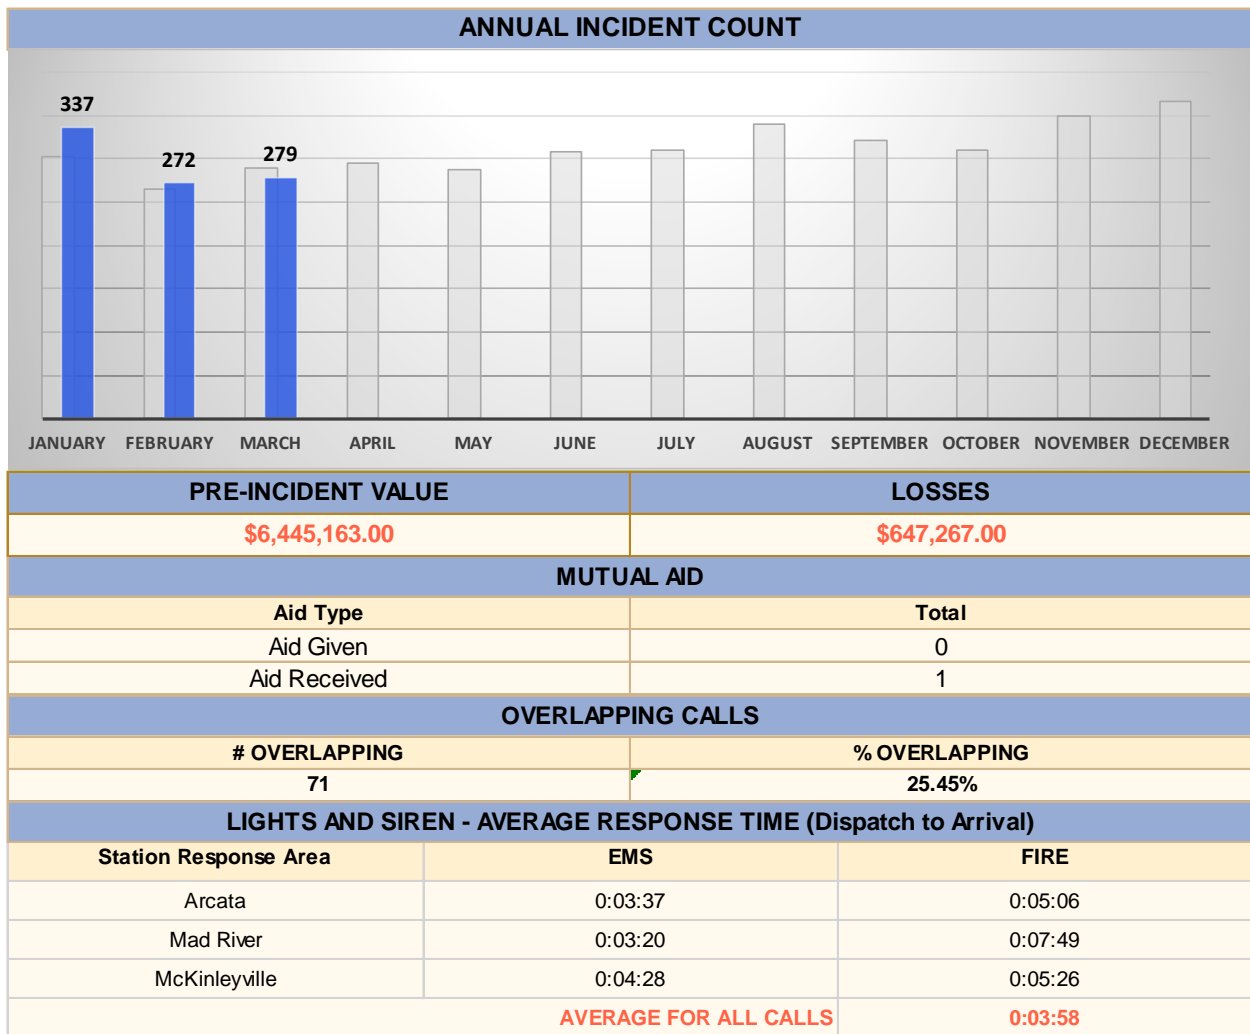 ANNUAL INCIDENT COUNT
337
272
279
JANUARY FEBRUARY MARCH APRIL MAY JUNE JULY AUGUST SEPTEMBER OCTOBER NOVEMBER DECEMBER
PRE-INCIDENT VALUE LOSSES
$6,445,163.00 $647,267.00
MUTUAL AID
Aid Type Total
Aid Given 0
Aid Received 1
OVERLAPPING CALLS
# OVERLAPPING % OVERLAPPING
71 25.45%
LIGHTS AND SIREN - AVERAGE RESPONSE TIME (Dispatch to Arrival)
Station Response Area EMS FIRE
Arcata 0:03:37 0:05:06
Mad River 0:03:20 0:07:49
McKinleyville 0:04:28 0:05:26
AVERAGE FOR ALL CALLS 0:03:58